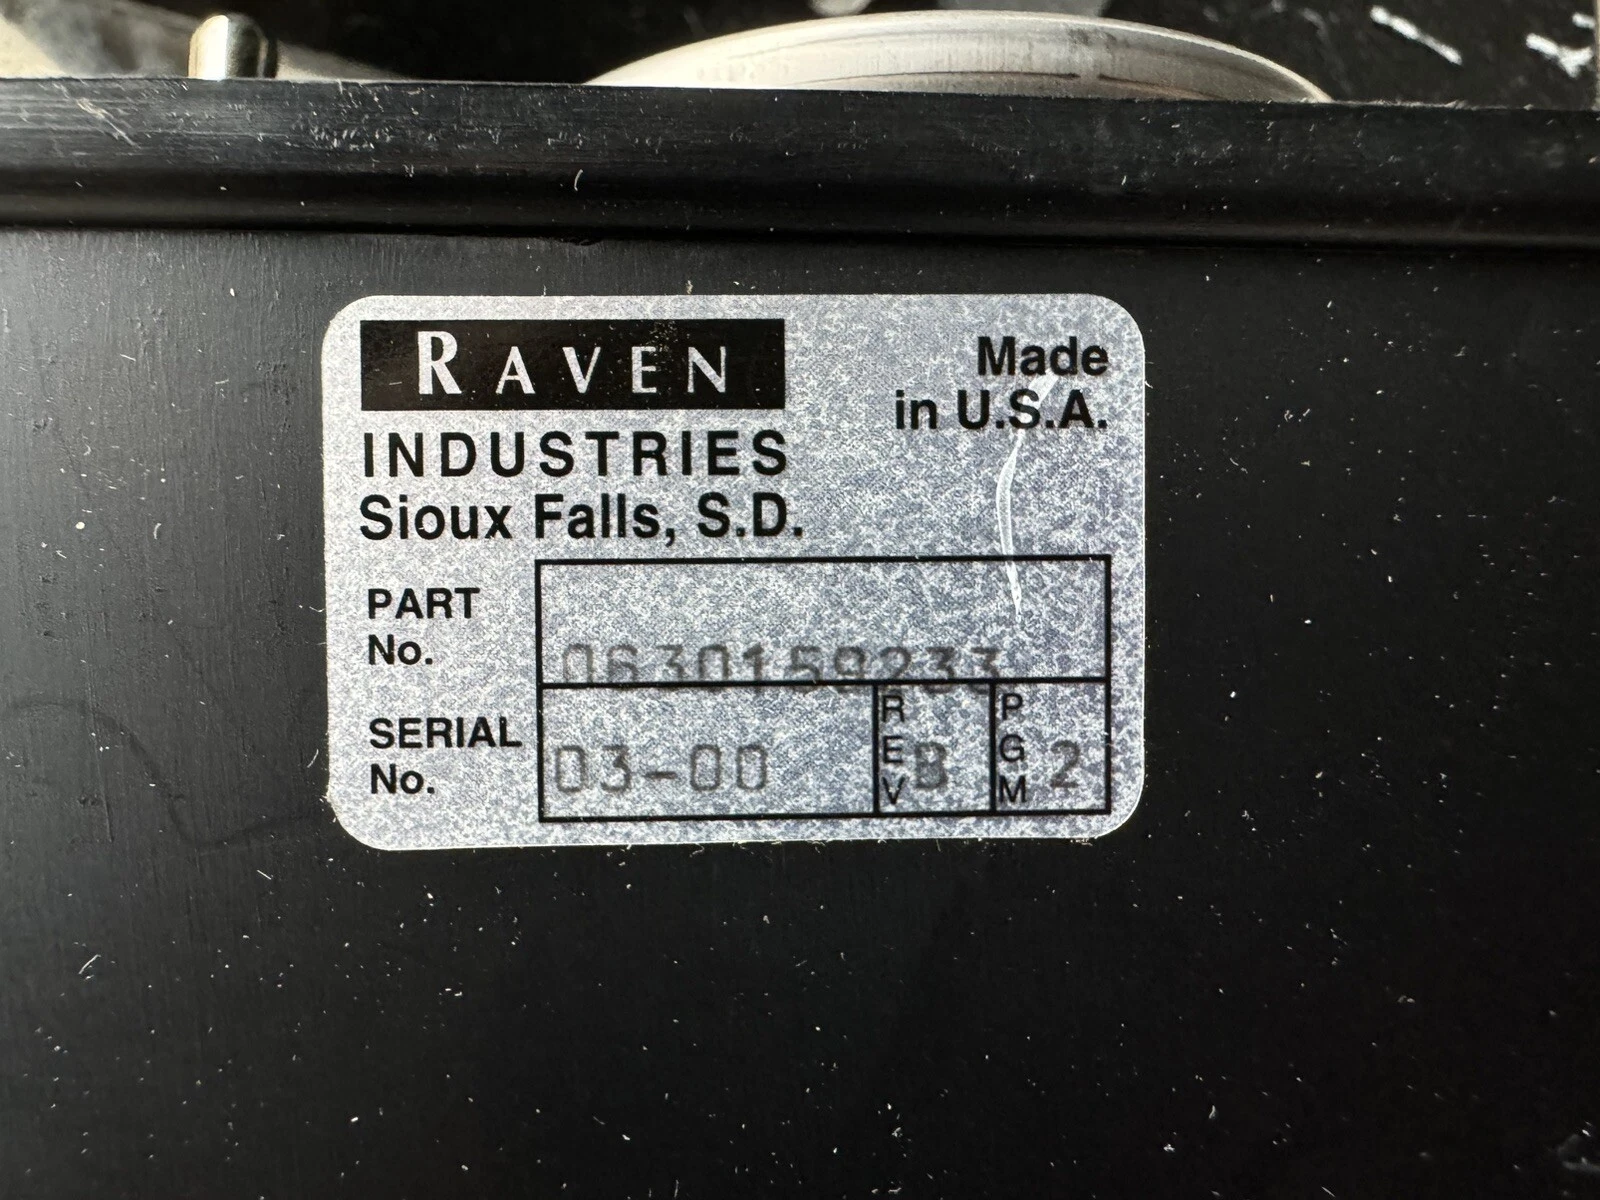 RAVEN
INDUSTRIES
Sioux Falls, S.D.
Made
in U.S.A.
PART
No.
0630159233
SERIAL
No.
03-00
REV
B
PGM
2